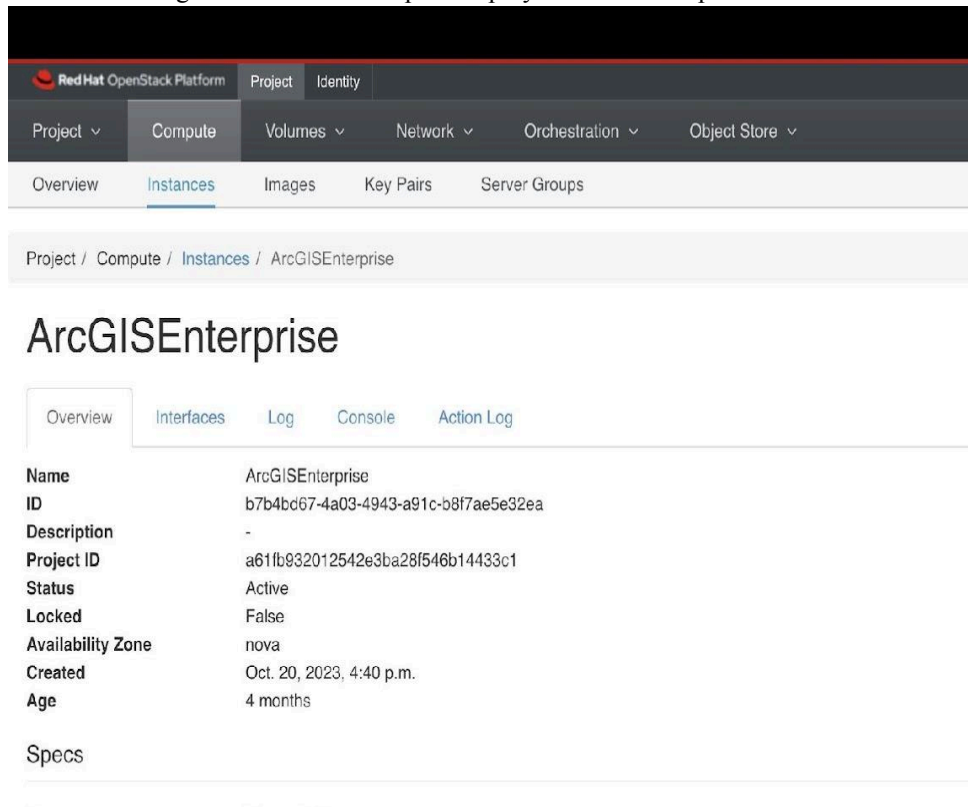 Red Hat OpenStack Platform Project Identity
Project Compute Volumes Network Orchestration Object Store
Overview Instances Images Key Pairs Server Groups
Project / Compute / Instances / ArcGISEnterprise
ArcGISEnterprise
Overview Interfaces Log Console Action Log
Name ArcGISEnterprise
ID b7b4bd67-4a03-4943-a91c-b8f7ae5e32ea
Description -
Project ID a61fb932012542e3ba28f546b14433c1
Status Active
Locked False
Availability Zone nova
Created Oct. 20, 2023, 4:40 p.m.
Age 4 months
Specs